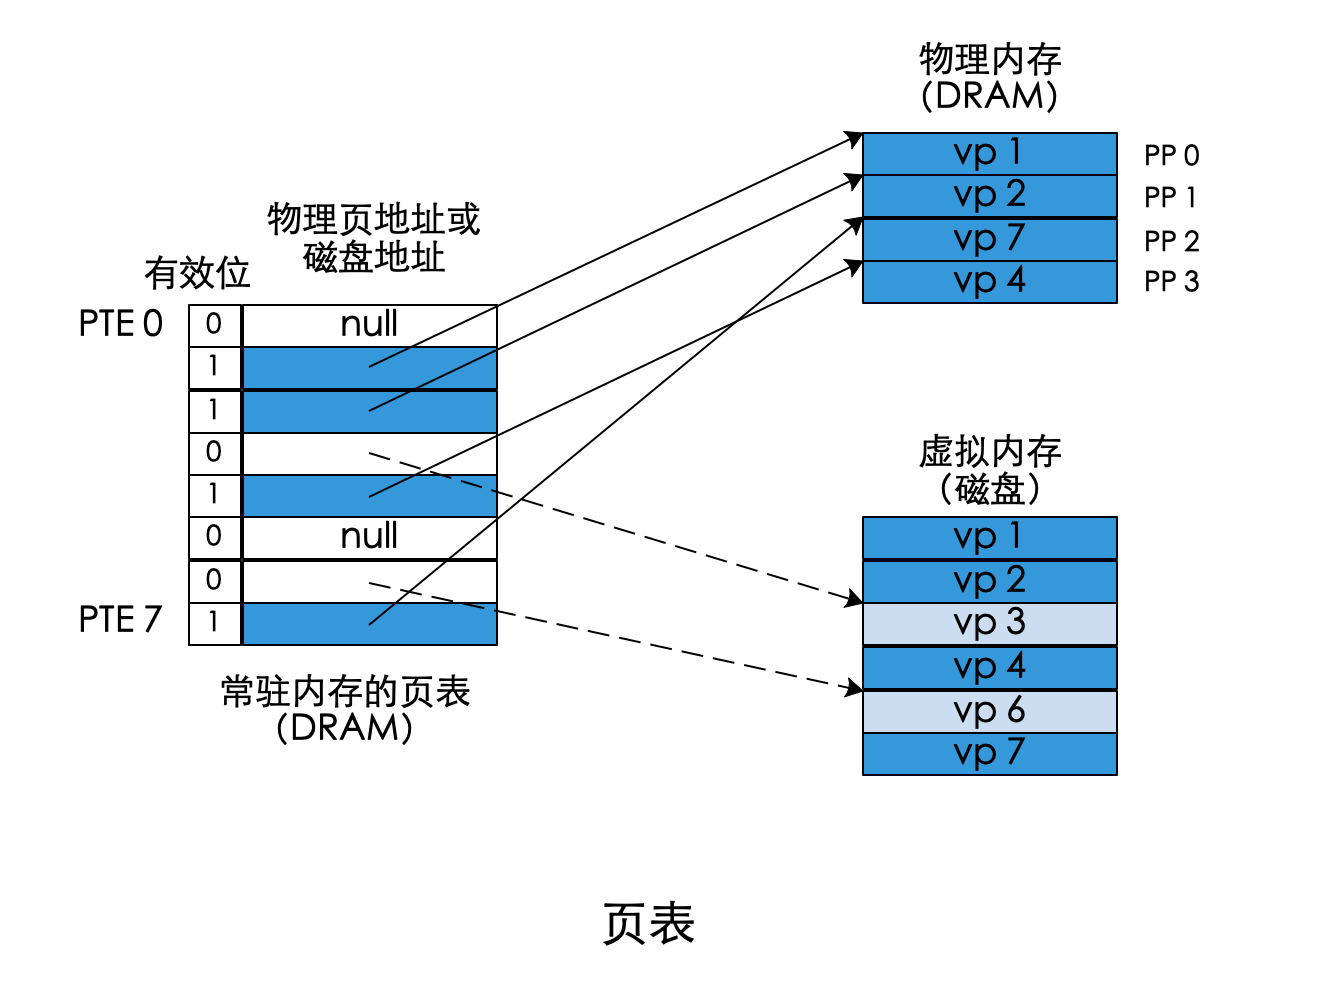 物理内存
(DRAM)
vp 1
PP 0
vp 2
PP 1
vp 7
PP 2
vp 4
PP 3
物理页地址或
磁盘地址
有效位
PTE 0
0
null
1
1
0
1
0
null
0
PTE 7
1
常驻内存的页表
(DRAM)
虚拟内存
(磁盘)
vp 1
vp 2
vp 3
vp 4
vp 6
vp 7
页表